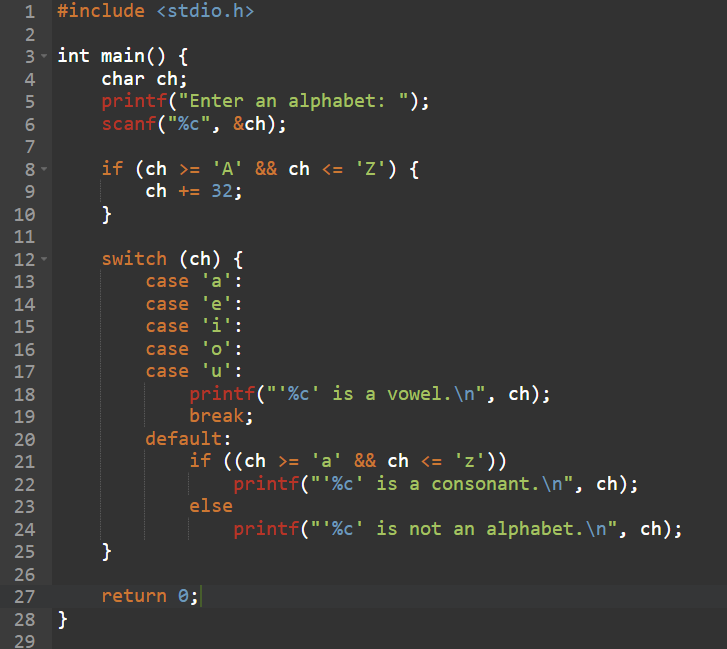 1 #include <stdio.h>
2
3 int main() {
4     char ch;
5     printf("Enter an alphabet: ");
6     scanf("%c", &ch);
7
8     if (ch >= 'A' && ch <= 'Z') {
9         ch += 32;
10     }
11
12     switch (ch) {
13         case 'a':
14         case 'e':
15         case 'i':
16         case 'o':
17         case 'u':
18             printf("'%c' is a vowel.\n", ch);
19             break;
20         default:
21             if ((ch >= 'a' && ch <= 'z'))
22                 printf("'%c' is a consonant.\n", ch);
23             else
24                 printf("'%c' is not an alphabet.\n", ch);
25     }
26
27     return 0;
28 }
29